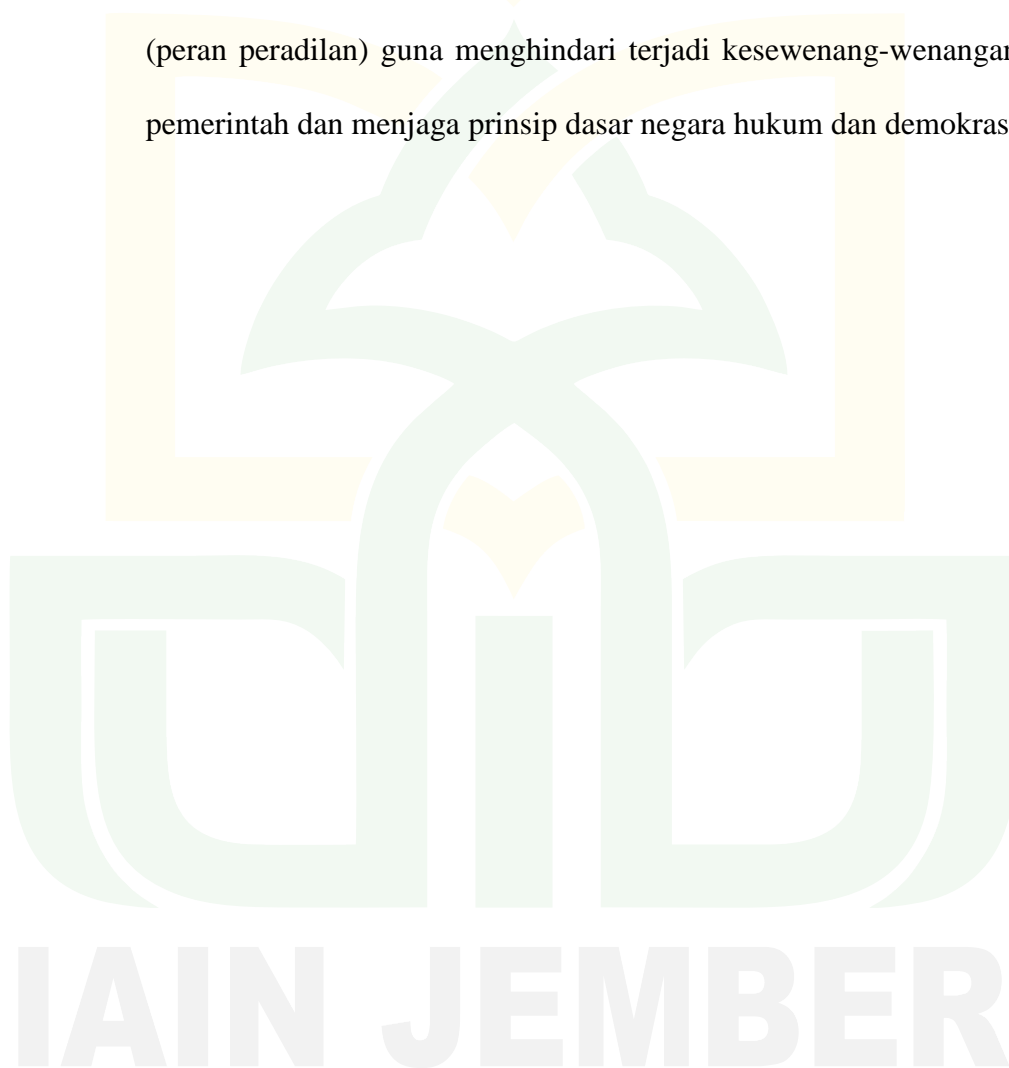 (peran peradilan) guna menghindari terjadi kesewenang-wenangan
pemerintah dan menjaga prinsip dasar negara hukum dan demokras
IAIN JEMBER